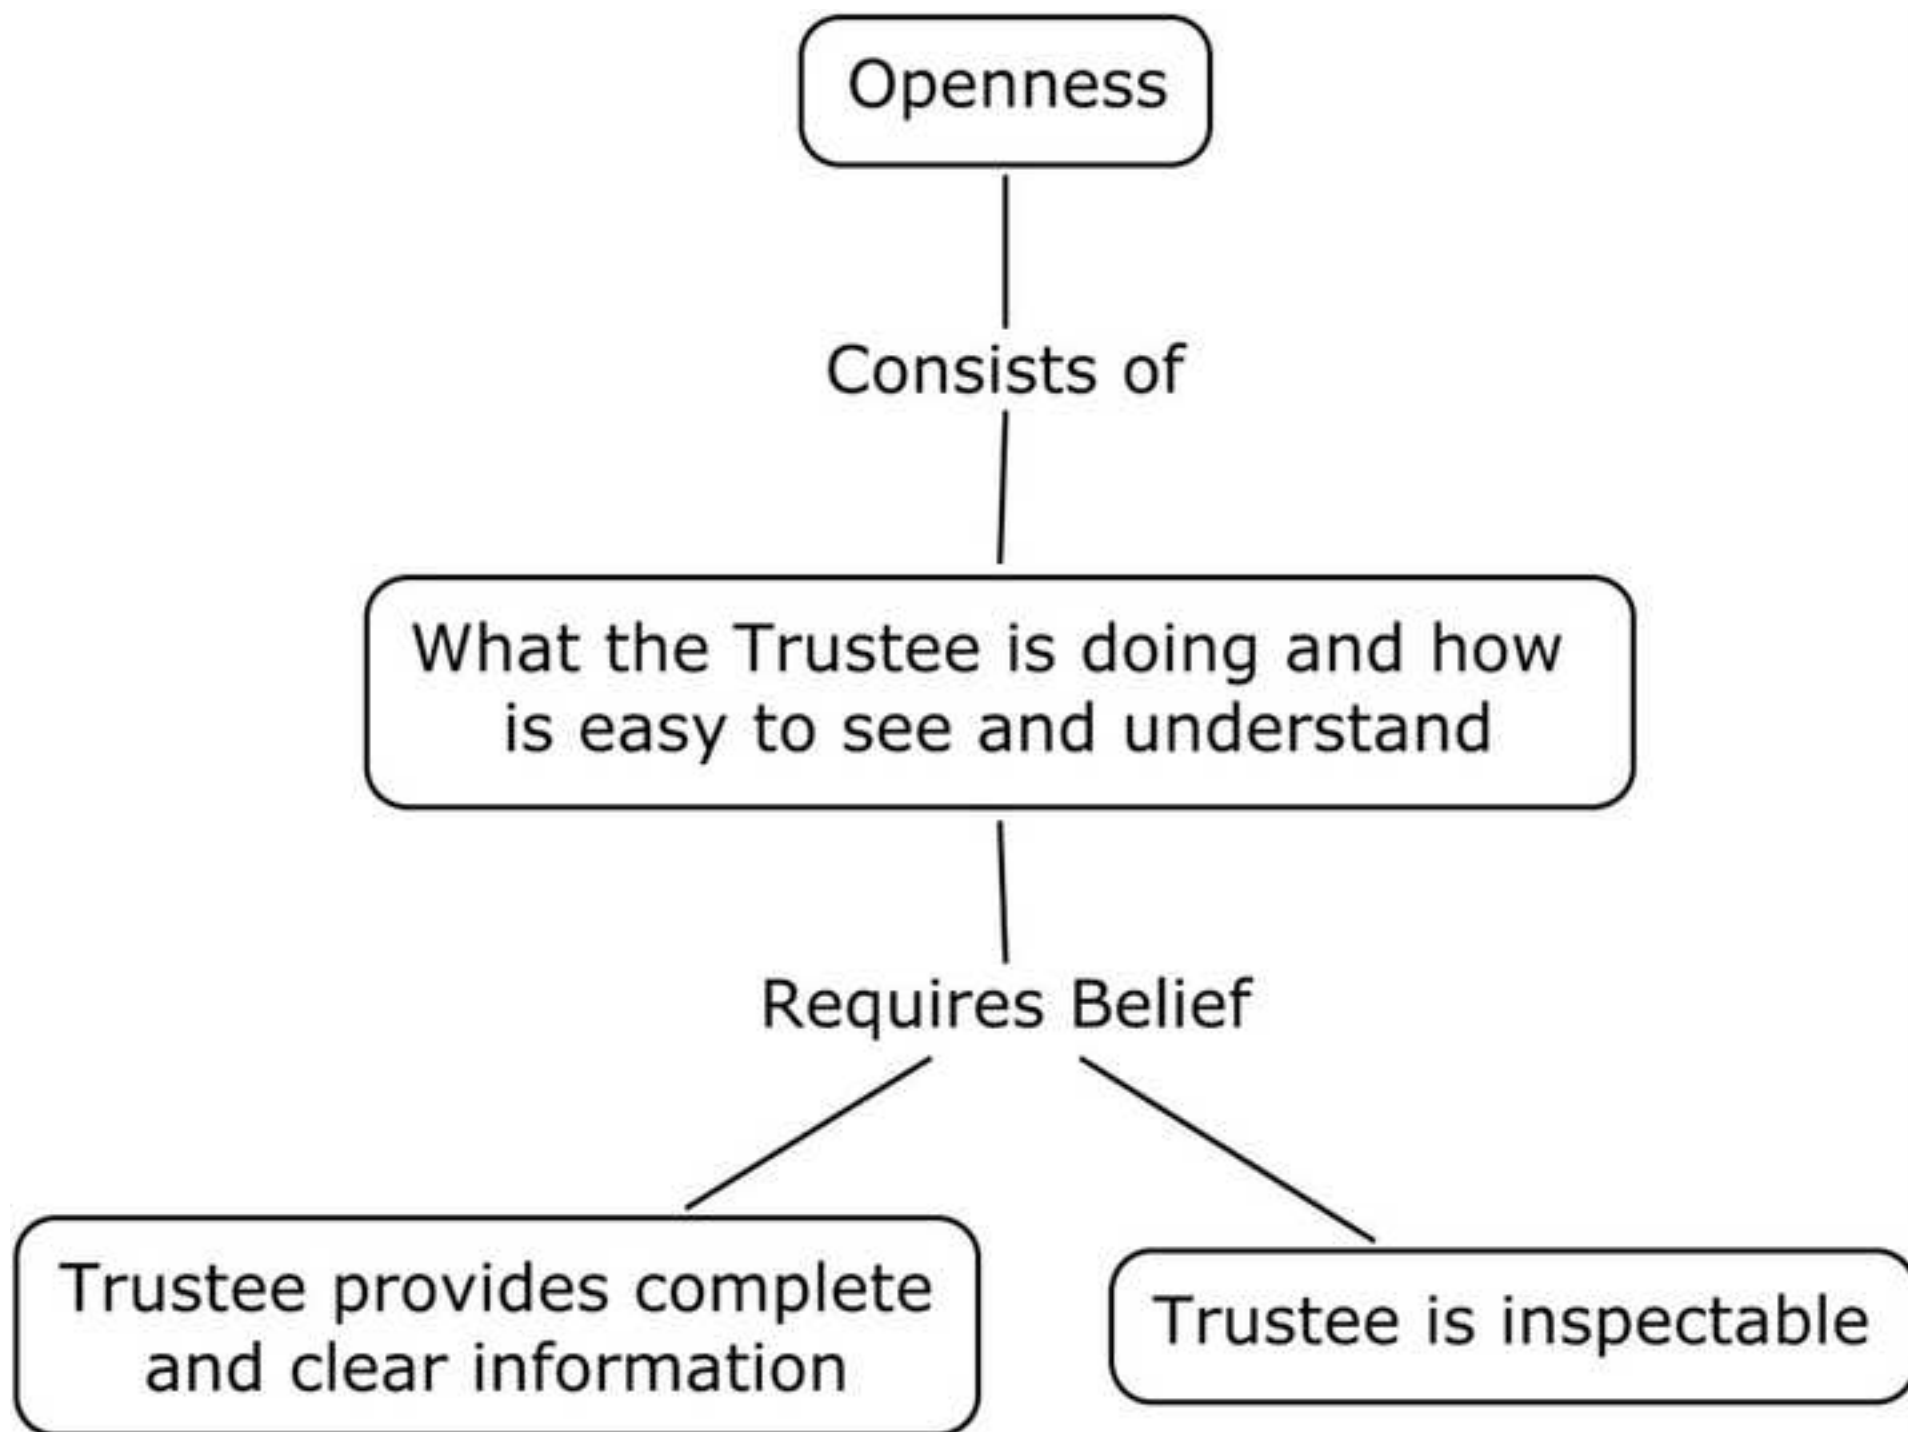 Openness
Consists of
What the Trustee is doing and how
is easy to see and understand
Requires Belief
Trustee provides complete
and clear information
Trustee is inspectable